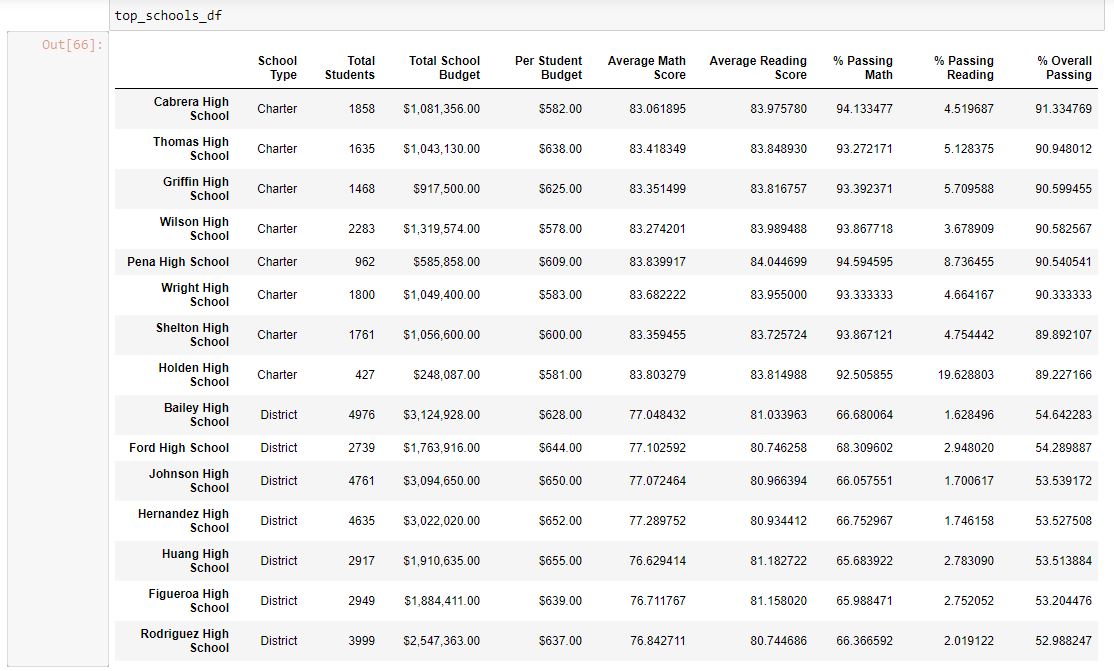 top_schools_df
Out[66]:
School Type Total Students Total School Budget Per Student Budget Average Math Score Average Reading Score % Passing Math % Passing Reading % Overall Passing
Cabrera High School Charter 1858 $1,081,356.00 $582.00 83.061895 83.975780 94.133477 4.519687 91.334769
Thomas High School Charter 1635 $1,043,130.00 $638.00 83.418349 83.848930 93.272171 5.128375 90.948012
Griffin High School Charter 1468 $917,500.00 $625.00 83.351499 83.816757 93.392371 5.709588 90.599455
Wilson High School Charter 2283 $1,319,574.00 $578.00 83.274201 83.989488 93.867718 3.678909 90.582567
Pena High School Charter 962 $585,858.00 $609.00 83.839917 84.044699 94.594595 8.736455 90.540541
Wright High School Charter 1800 $1,049,400.00 $583.00 83.682222 83.955000 93.333333 4.664167 90.333333
Shelton High School Charter 1761 $1,056,600.00 $600.00 83.359455 83.725724 93.867121 4.754442 89.892107
Holden High School Charter 427 $248,087.00 $581.00 83.803279 83.814988 92.505855 19.628803 89.227166
Bailey High School District 4976 $3,124,928.00 $628.00 77.048432 81.033963 66.680064 1.628496 54.642283
Ford High School District 2739 $1,763,916.00 $644.00 77.102592 80.746258 68.309602 2.948020 54.289887
Johnson High School District 4761 $3,094,650.00 $650.00 77.072464 80.966394 66.057551 1.700617 53.539172
Hernandez High School District 4635 $3,022,020.00 $652.00 77.289752 80.934412 66.752967 1.746158 53.527508
Huang High School District 2917 $1,910,635.00 $655.00 76.629414 81.182722 65.683922 2.783090 53.513884
Figueroa High School District 2949 $1,884,411.00 $639.00 76.711767 81.158020 65.988471 2.752052 53.204476
Rodriguez High School District 3999 $2,547,363.00 $637.00 76.842711 80.744686 66.366592 2.019122 52.988247